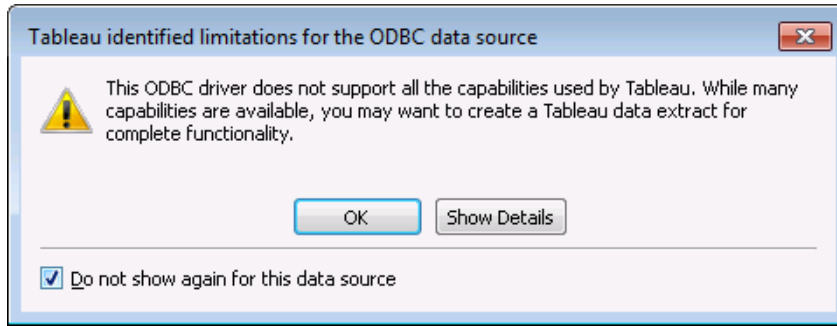 Tableau identified limitations for the ODBC data source
This ODBC driver does not support all the capabilities used by Tableau. While many
capabilities are available, you may want to create a Tableau data extract for
complete functionality.
OK
Show Details
Do not show again for this data source